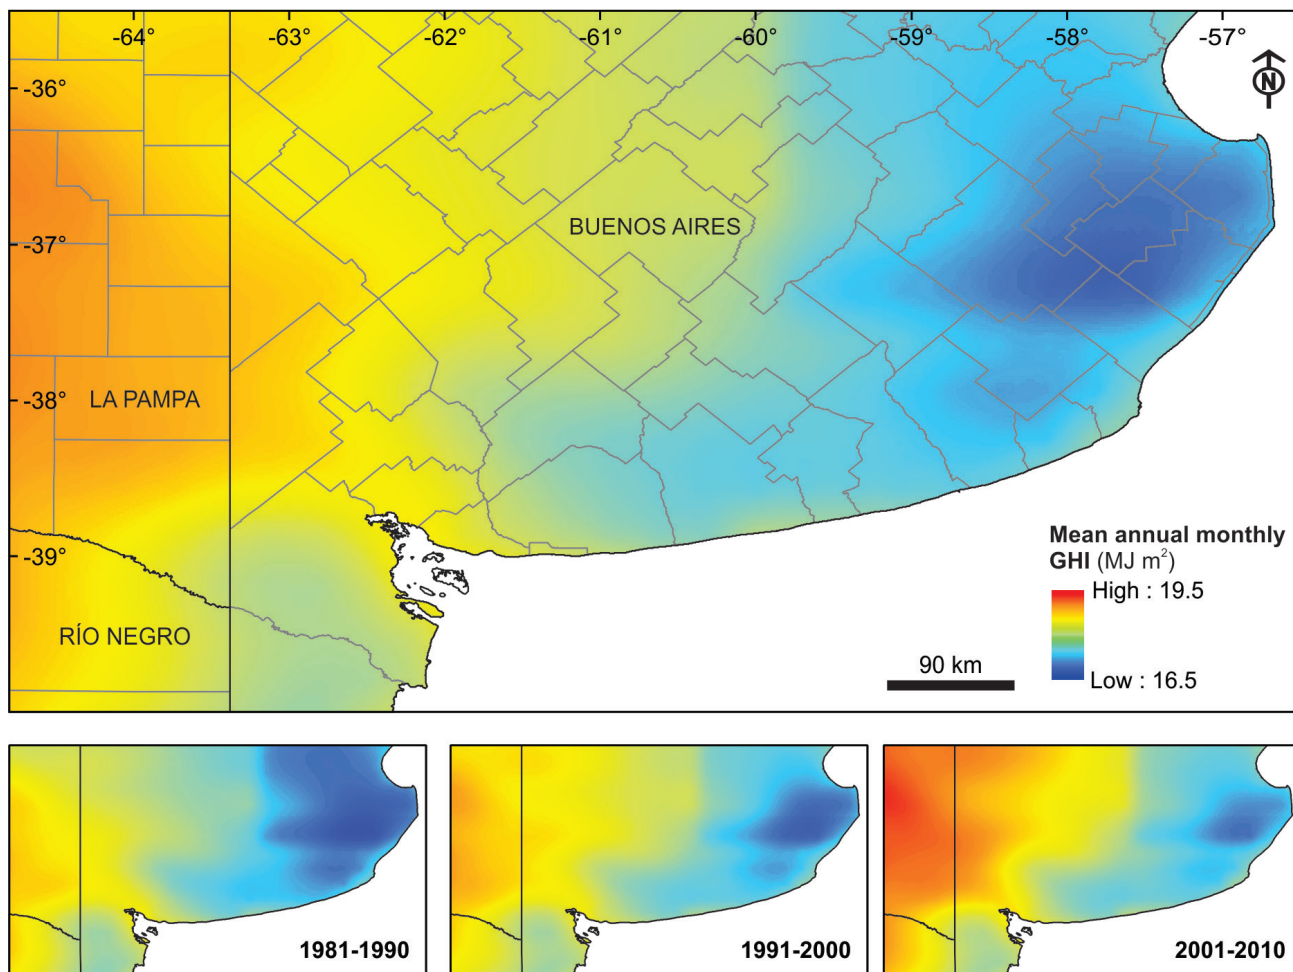 -64° -63° -62° -61° -60° -59° -58° -57°
-36°
N
-37°
BUENOS AIRES
-38°
LA PAMPA
-39°
RÍO NEGRO
Mean annual monthly
GHI (MJ m²)
High : 19.5
Low : 16.5
90 km
1981-1990
1991-2000
2001-2010